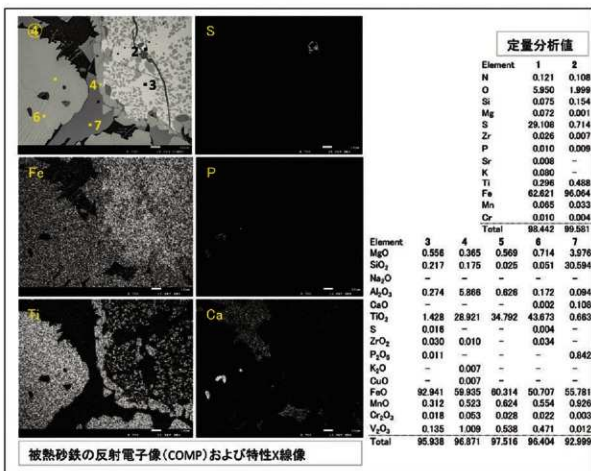 ④
2
3
4
6
7
S
Fe
P
Ti
Ca
被熱砂鉄の反射電子像(COMP)および特性X線像
定量分析値
Element 1 2
N 0.121 0.108
O 5.950 1.999
Si 0.075 0.154
Mg 0.072 0.001
S 29.108 0.714
Zr 0.026 0.007
P 0.010 0.009
Sr 0.008 -
K 0.080 -
Ti 0.296 0.488
Fe 62.621 96.064
Mn 0.065 0.033
Cr 0.010 0.004
Total 98.442 99.581
Element 3 4 5 6 7
MgO 0.556 0.365 0.569 0.714 3.976
SiO₂ 0.217 0.175 0.025 0.051 30.594
Na₂O - - - - -
Al₂O₃ 0.274 5.866 0.626 0.172 0.094
CaO - - - 0.002 0.108
TiO₂ 1.428 28.921 34.792 43.673 0.663
S 0.016 - - 0.004 -
ZrO₂ 0.030 0.010 - 0.034 -
P₂O₅ 0.011 - - - 0.842
K₂O - 0.007 - - -
CuO - 0.007 - - -
FeO 92.941 59.935 60.314 50.707 55.781
MnO 0.312 0.523 0.624 0.554 0.926
Cr₂O₃ 0.018 0.053 0.028 0.022 0.003
V₂O₃ 0.135 1.009 0.538 0.471 0.012
Total 95.938 96.871 97.516 96.404 92.999